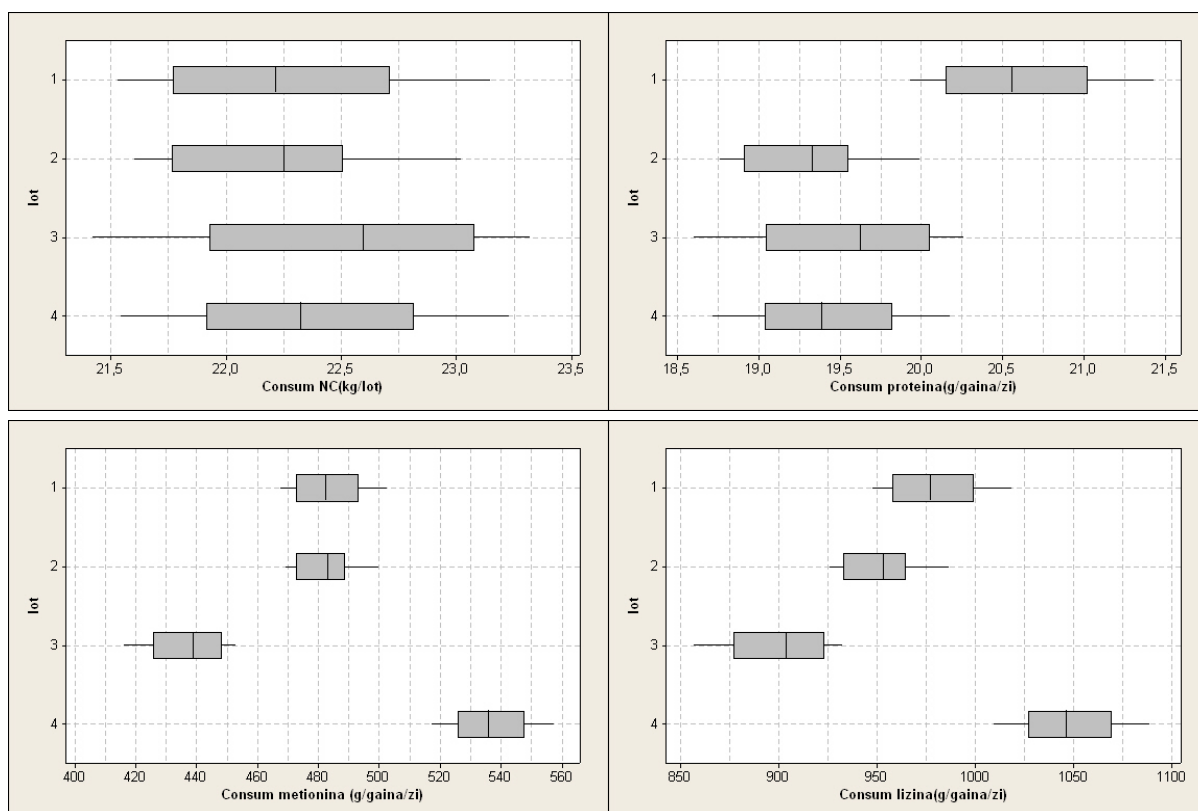 1
2
lot
3
4
21,5 22,0 22,5 23,0 23,5
Consum NC(kg/lot)
1
2
lot
3
4
18,5 19,0 19,5 20,0 20,5 21,0 21,5
Consum proteina(g/gaina/zi)
1
2
lot
3
4
400 420 440 460 480 500 520 540 560
Consum metionina (g/gaina/zi)
1
2
lot
3
4
850 900 950 1000 1050 1100
Consum lizina(g/gaina/zi)